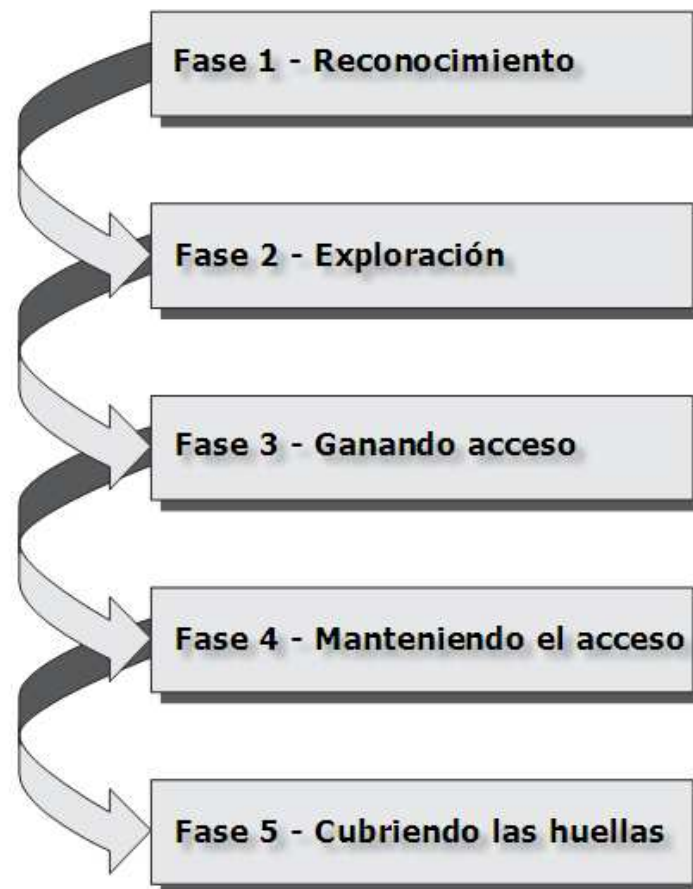 Fase 1 - Reconocimiento
Fase 2 - Exploración
Fase 3 - Ganando acceso
Fase 4 - Manteniendo el acceso
Fase 5 - Cubriendo las huellas